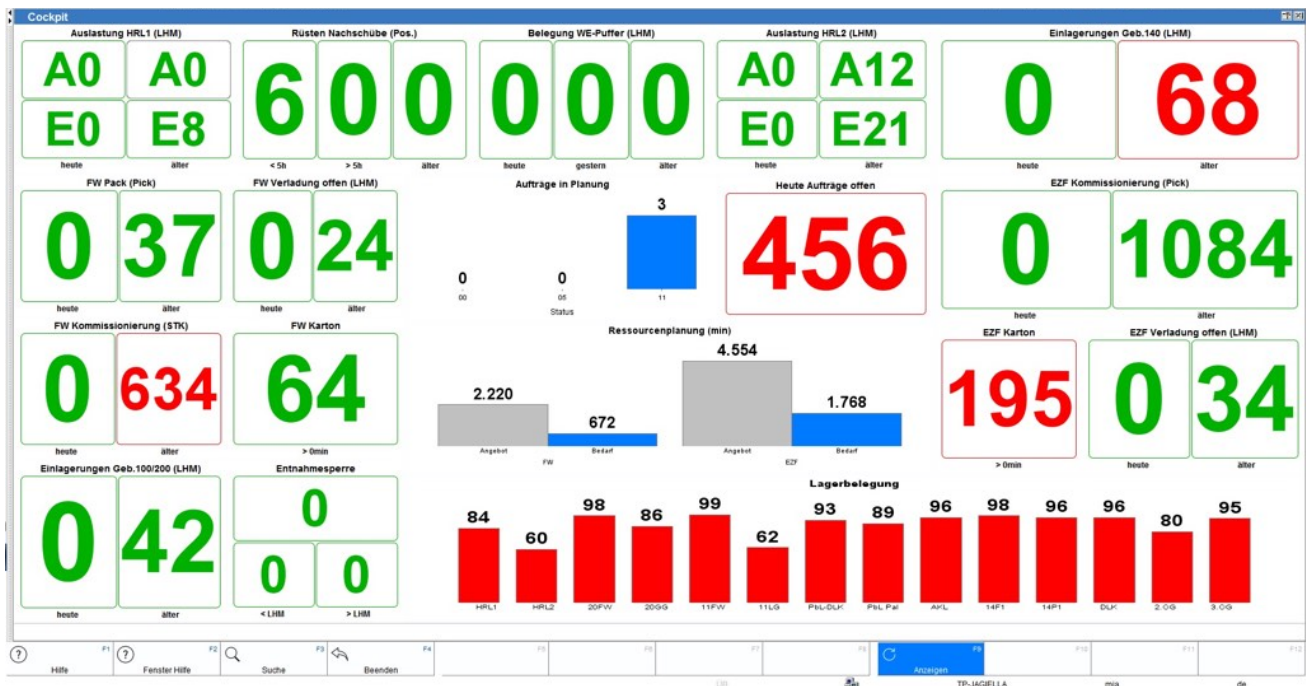 Cockpit
Auslastung HRL1 (LHM)
A0 A0
E0 E8
heute älter
Rüsten Nachschübe (Pos.)
6 0 0
< 5h > 5h älter
Belegung WE-Puffer (LHM)
0 0 0
heute gestern älter
Auslastung HRL2 (LHM)
A0 A12
E0 E21
heute älter
Einlagerungen Geb.140 (LHM)
0 68
heute älter
FW Pack (Pick)
0 37
heute älter
FW Verladung offen (LHM)
0 24
heute älter
Aufträge in Planung
0 0 3
00 05 11
Status
Heute Aufträge offen
456
EZF Kommissionierung (Pick)
0 1084
heute älter
FW Kommissionierung (STK)
0 634
heute älter
FW Karton
64
> 0min
Ressourcenplanung (min)
2.220 672 4.554 1.768
Angebot Bedarf Angebot Bedarf
FW EZF
EZF Karton
195
> 0min
EZF Verladung offen (LHM)
0 34
heute älter
Einlagerungen Geb.100/200 (LHM)
0 42
heute älter
Entnahmesperre
0
0 0
< LHM > LHM
Lagerbelegung
84 60 98 86 99 62 93 89 96 98 96 96 80 95
HRL1 HRL2 20FW 20GG 11FW 11LG PbL-DLK PbL Pal AKL 14F1 14P1 DLK 2.OG 3.OG
F1 F2 F3 F4 F5 F6 F7 F8 F9 F10 F11 F12
Hilfe Fenster Hilfe Suche Beenden Anzeigen
TP-JAGIELLA mia de